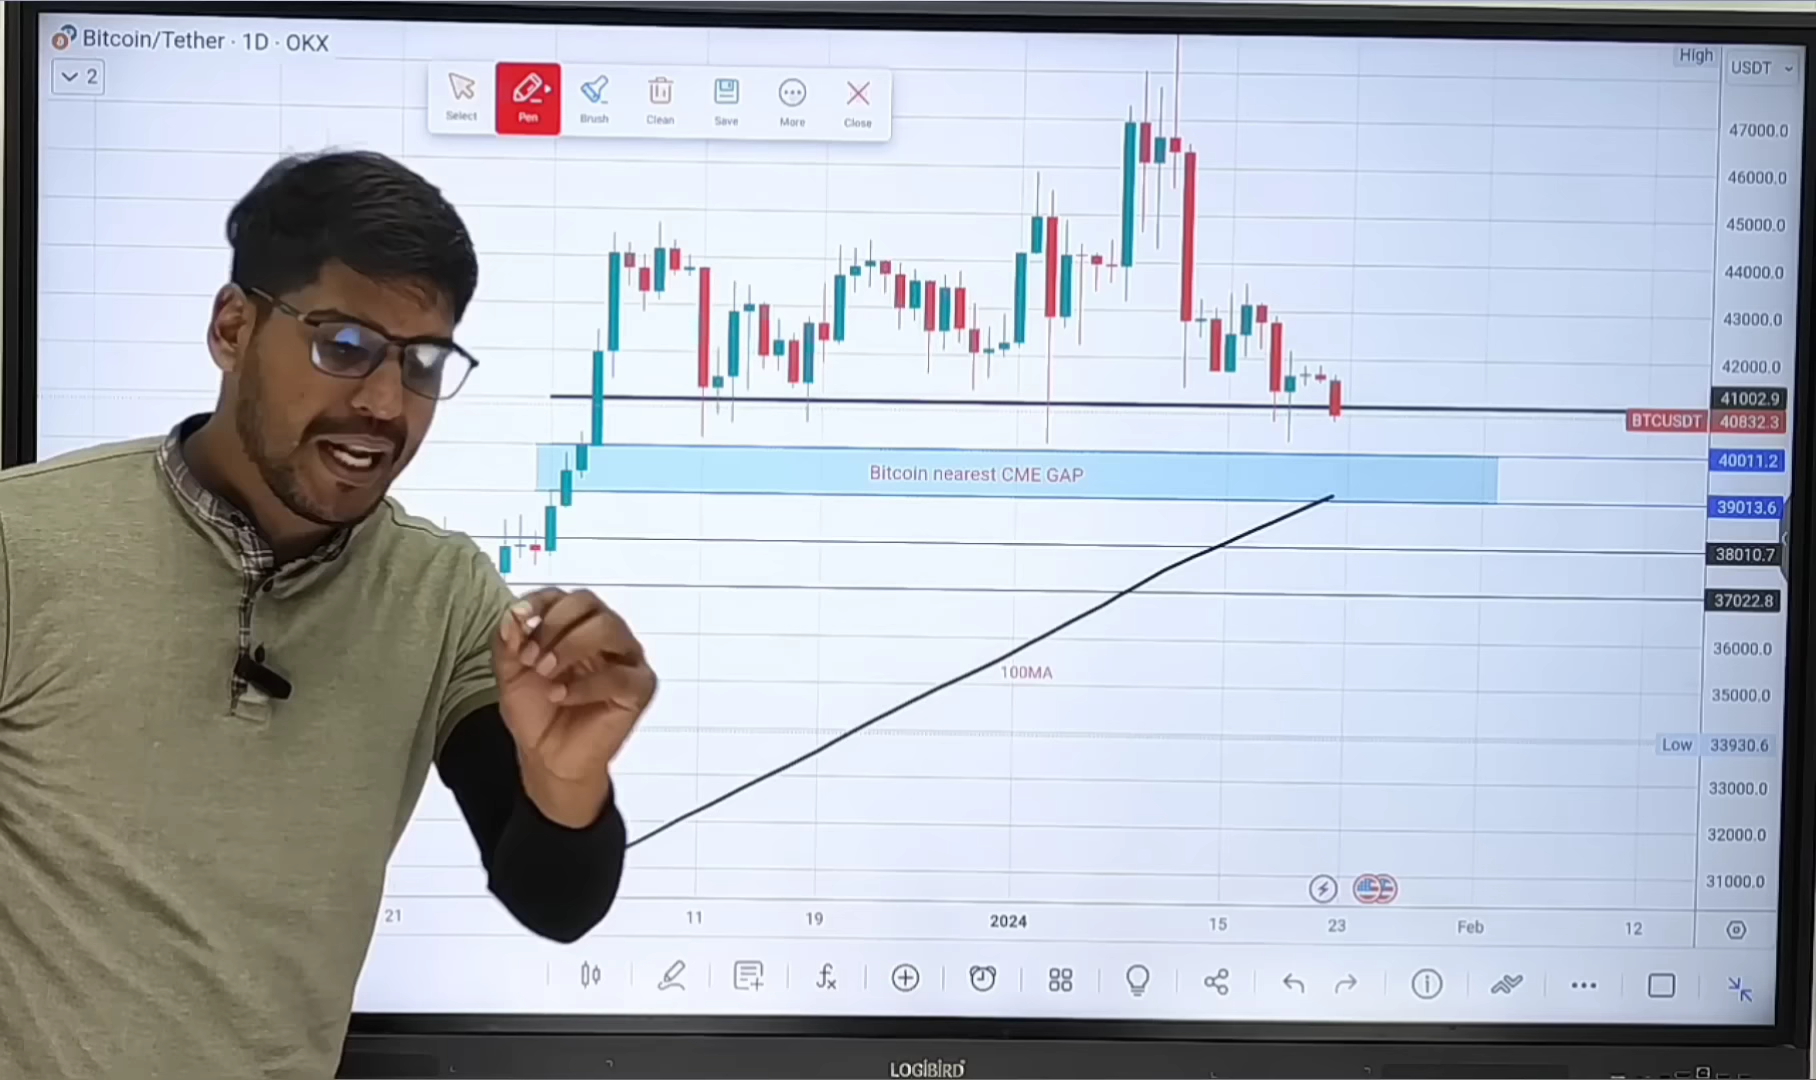 Bitcoin/Tether · 1D · OKX
2
Select
Pen
Brush
Clean
Save
More
Close
High
USDT
47000.0
46000.0
45000.0
44000.0
43000.0
42000.0
41002.9
BTCUSDT 40832.3
40011.2
Bitcoin nearest CME GAP
39013.6
38010.7
37022.8
36000.0
100MA
35000.0
Low 33930.6
33000.0
32000.0
31000.0
21 11 19 2024 15 23 Feb 12
LOGIBIRD